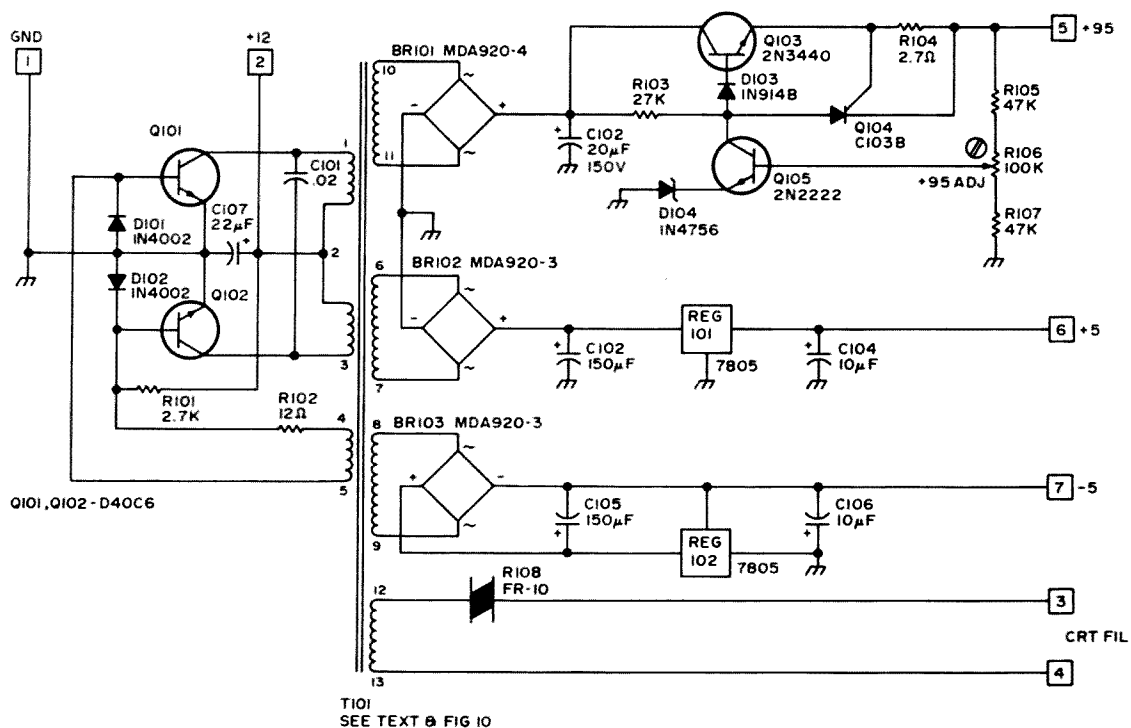 GND
1
+12
2
Q101
C101
.02
D101
IN4002
C107
22µF
+
D102
IN4002
Q102
R101
2.7K
R102
12Ω
1
2
3
4
5
Q101,Q102-D40C6
T101
SEE TEXT & FIG 10
BR101 MDA920-4
10
11
~
-
+
~
+
C102
20µF
150V
R103
27K
Q103
2N3440
D103
IN914B
R104
2.7Ω
Q104
C103B
Q105
2N2222
D104
IN4756
R105
47K
R106
100K
+95 ADJ
R107
47K
5
+95
BR102 MDA920-3
6
7
~
-
+
~
+
C102
150µF
REG
101
7805
+
C104
10µF
6
+5
BR103 MDA920-3
8
9
~
+
-
~
C105
150µF
+
REG
102
7805
C106
10µF
+
7
-5
12
13
R108
FR-10
3
CRT FIL
4